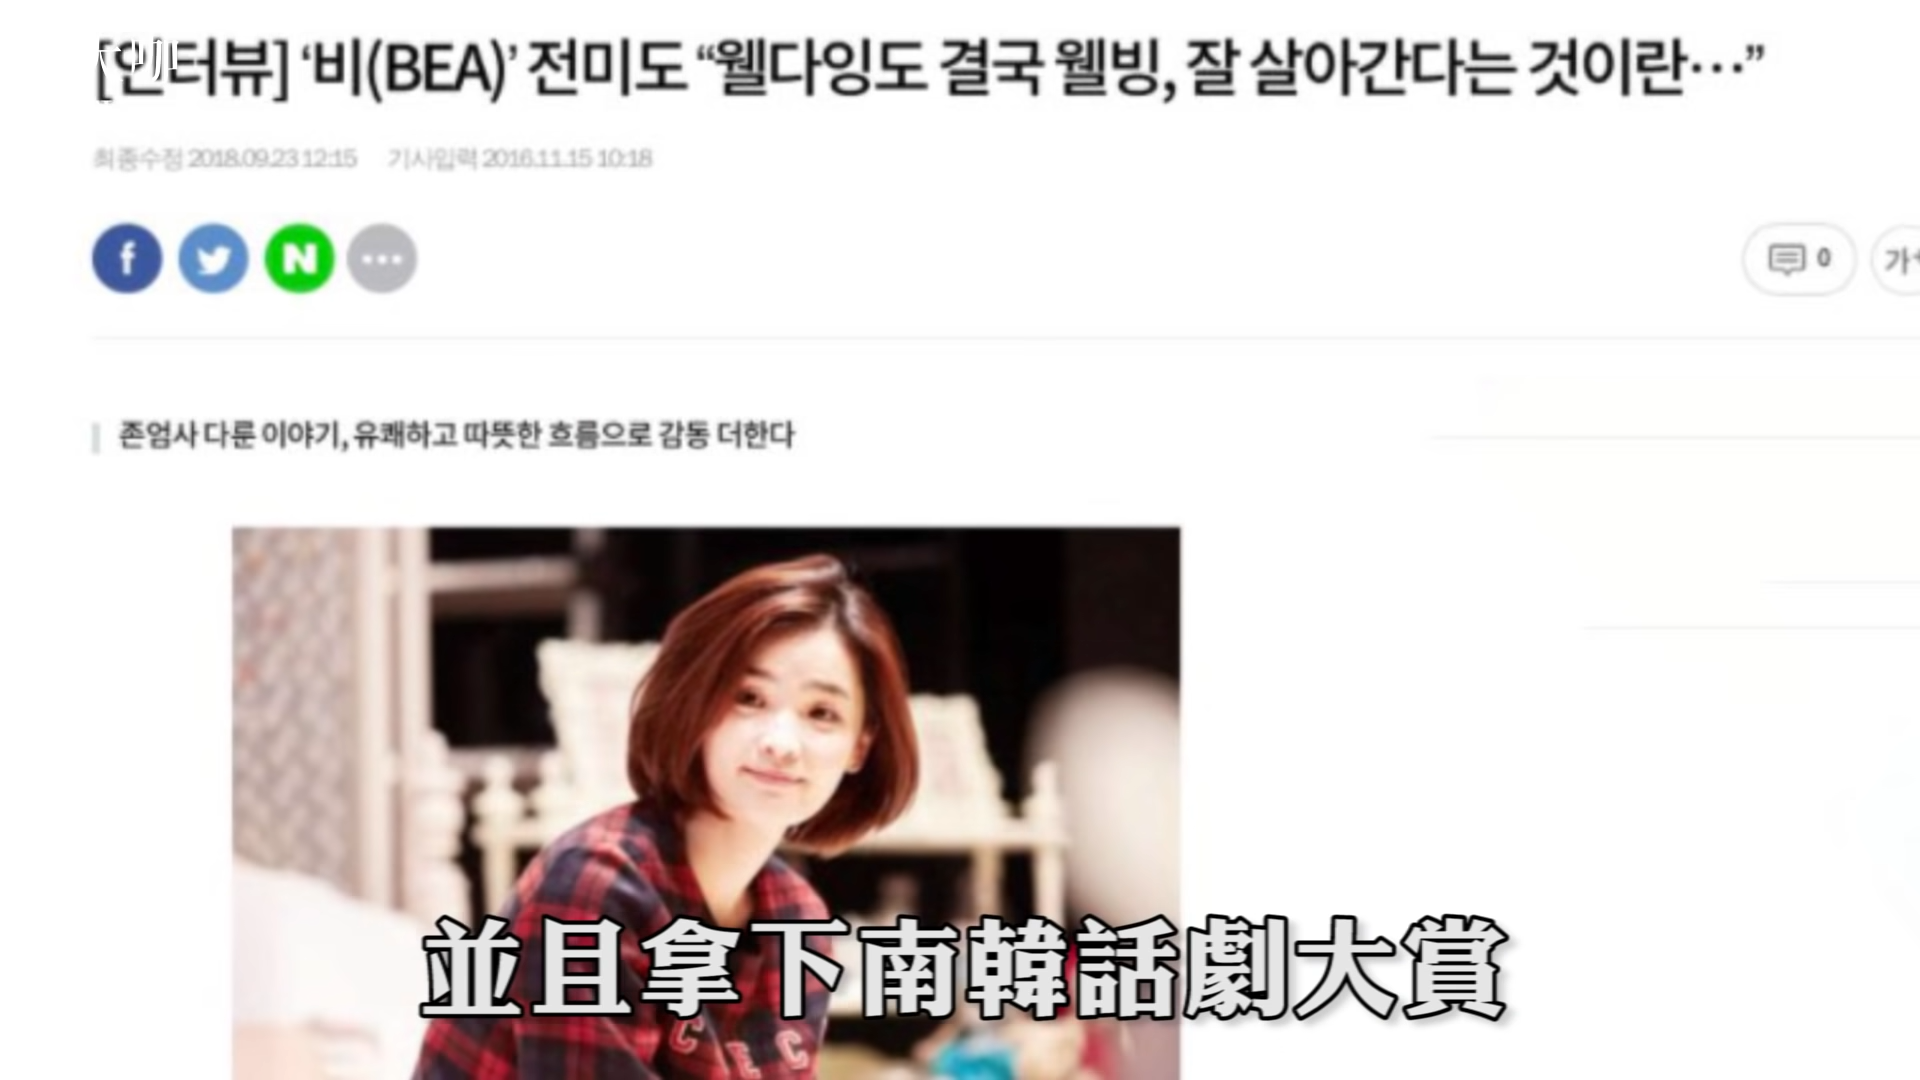 [인터뷰] ‘비(BEA)’ 전미도 “웰다잉도 결국 웰빙, 잘 살아간다는 것이란…”
최종수정 2018.09.23 12:15 기사입력 2016.11.15 10:18
f N 0 가+
존엄사 다룬 이야기, 유쾌하고 따뜻한 흐름으로 감동 더한다
C E C
並且拿下南韓話劇大賞